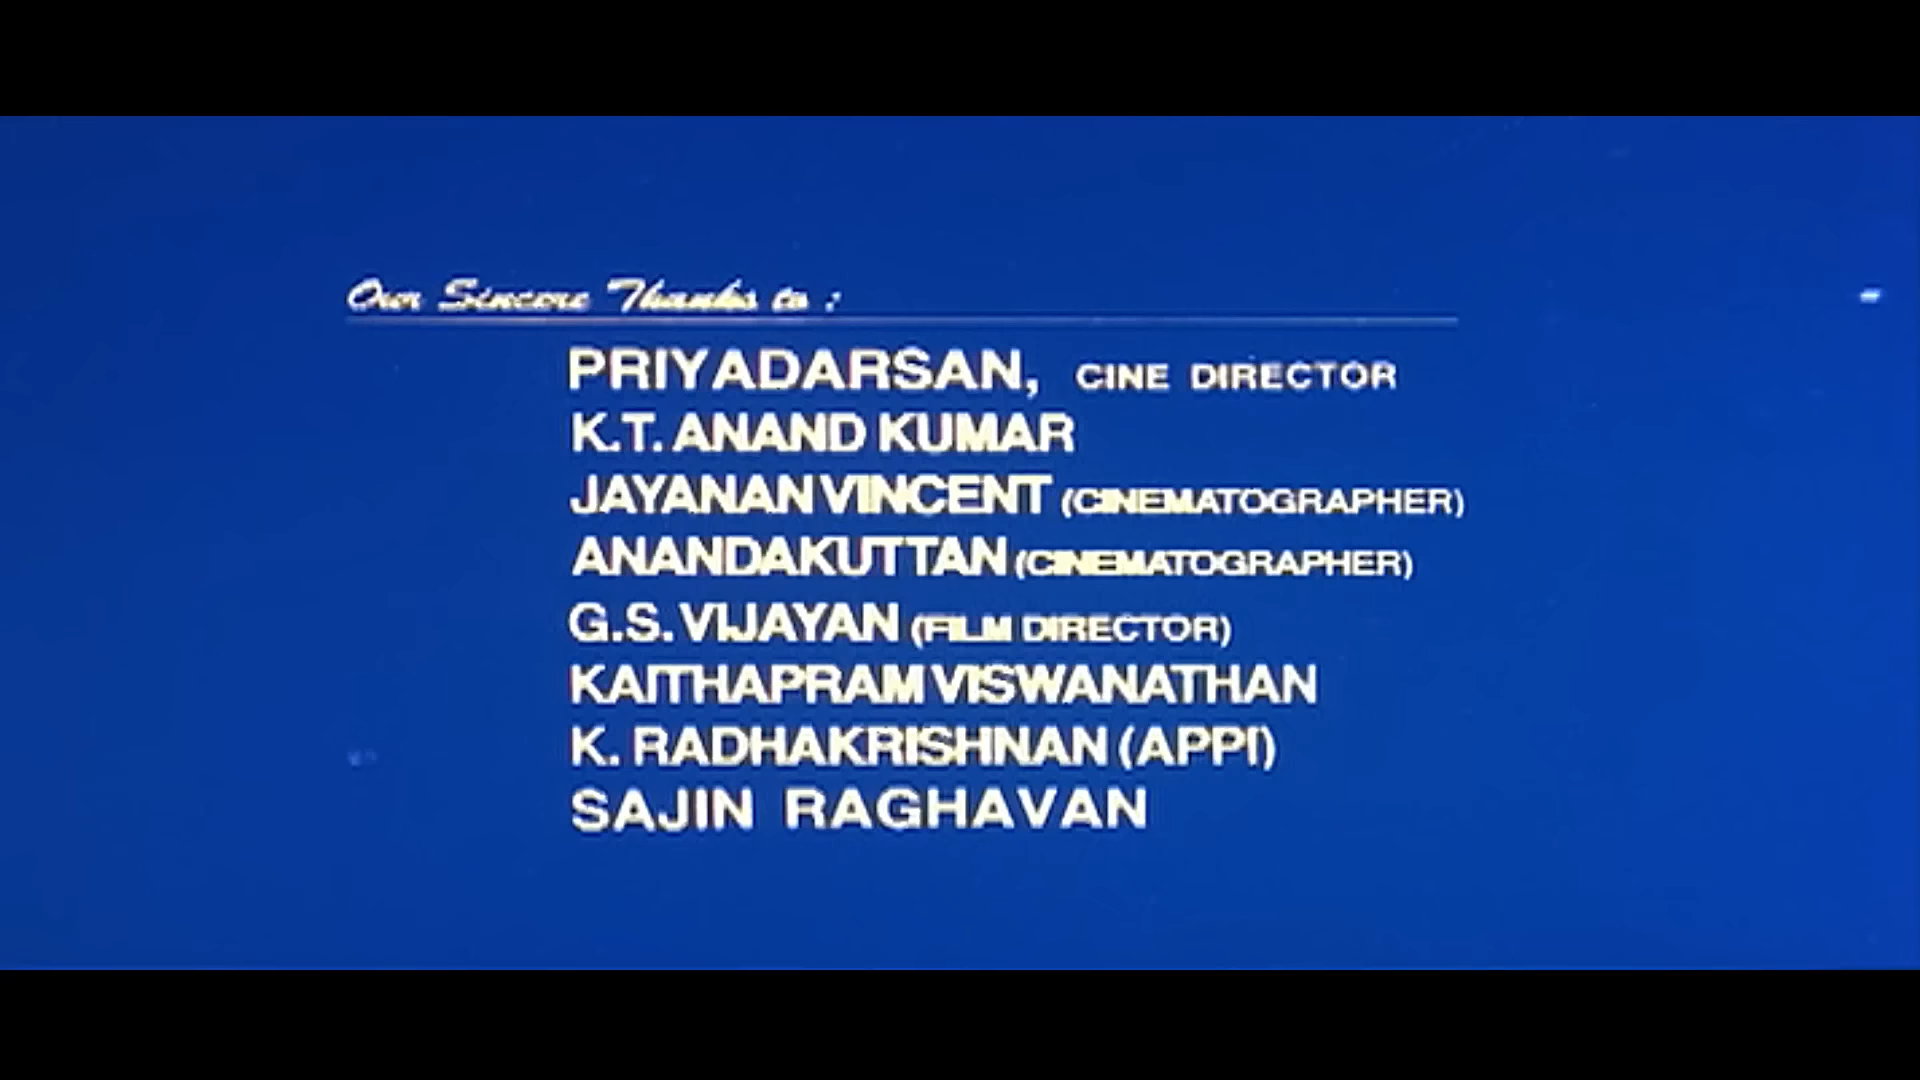 Our Sincere Thanks to :
PRIYADARSAN, CINE DIRECTOR
K.T. ANAND KUMAR
JAYANAN VINCENT (CINEMATOGRAPHER)
ANANDAKUTTAN (CINEMATOGRAPHER)
G.S. VIJAYAN (FILM DIRECTOR)
KAITHAPRAM VISWANATHAN
K. RADHAKRISHNAN (APPI)
SAJIN RAGHAVAN